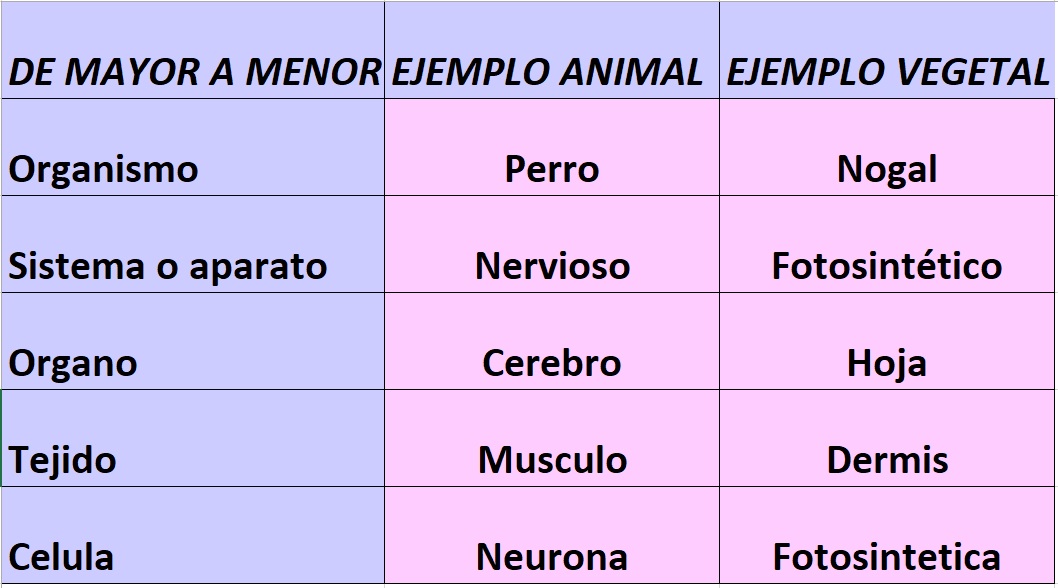 DE MAYOR A MENOR EJEMPLO ANIMAL EJEMPLO VEGETAL
Organismo Perro Nogal
Sistema o aparato Nervioso Fotosintético
Organo Cerebro Hoja
Tejido Musculo Dermis
Celula Neurona Fotosintetica